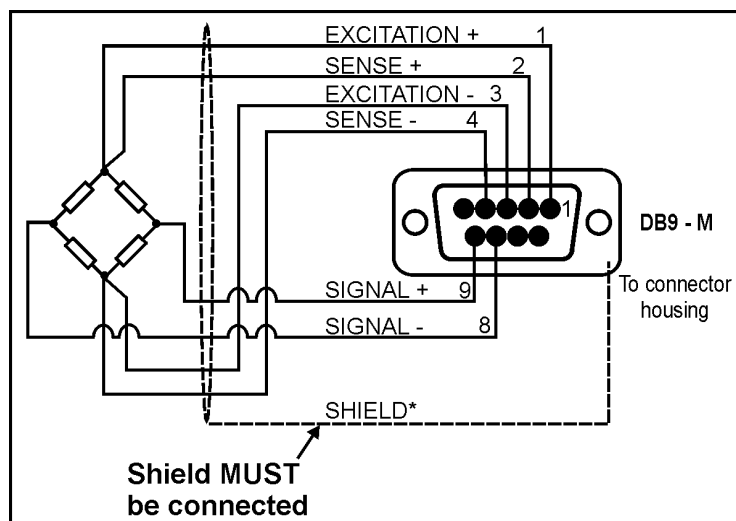 EXCITATION + 1
SENSE + 2
EXCITATION - 3
SENSE - 4
1
DB9 - M
To connector
housing
SIGNAL + 9
SIGNAL - 8
SHIELD*
Shield MUST
be connected